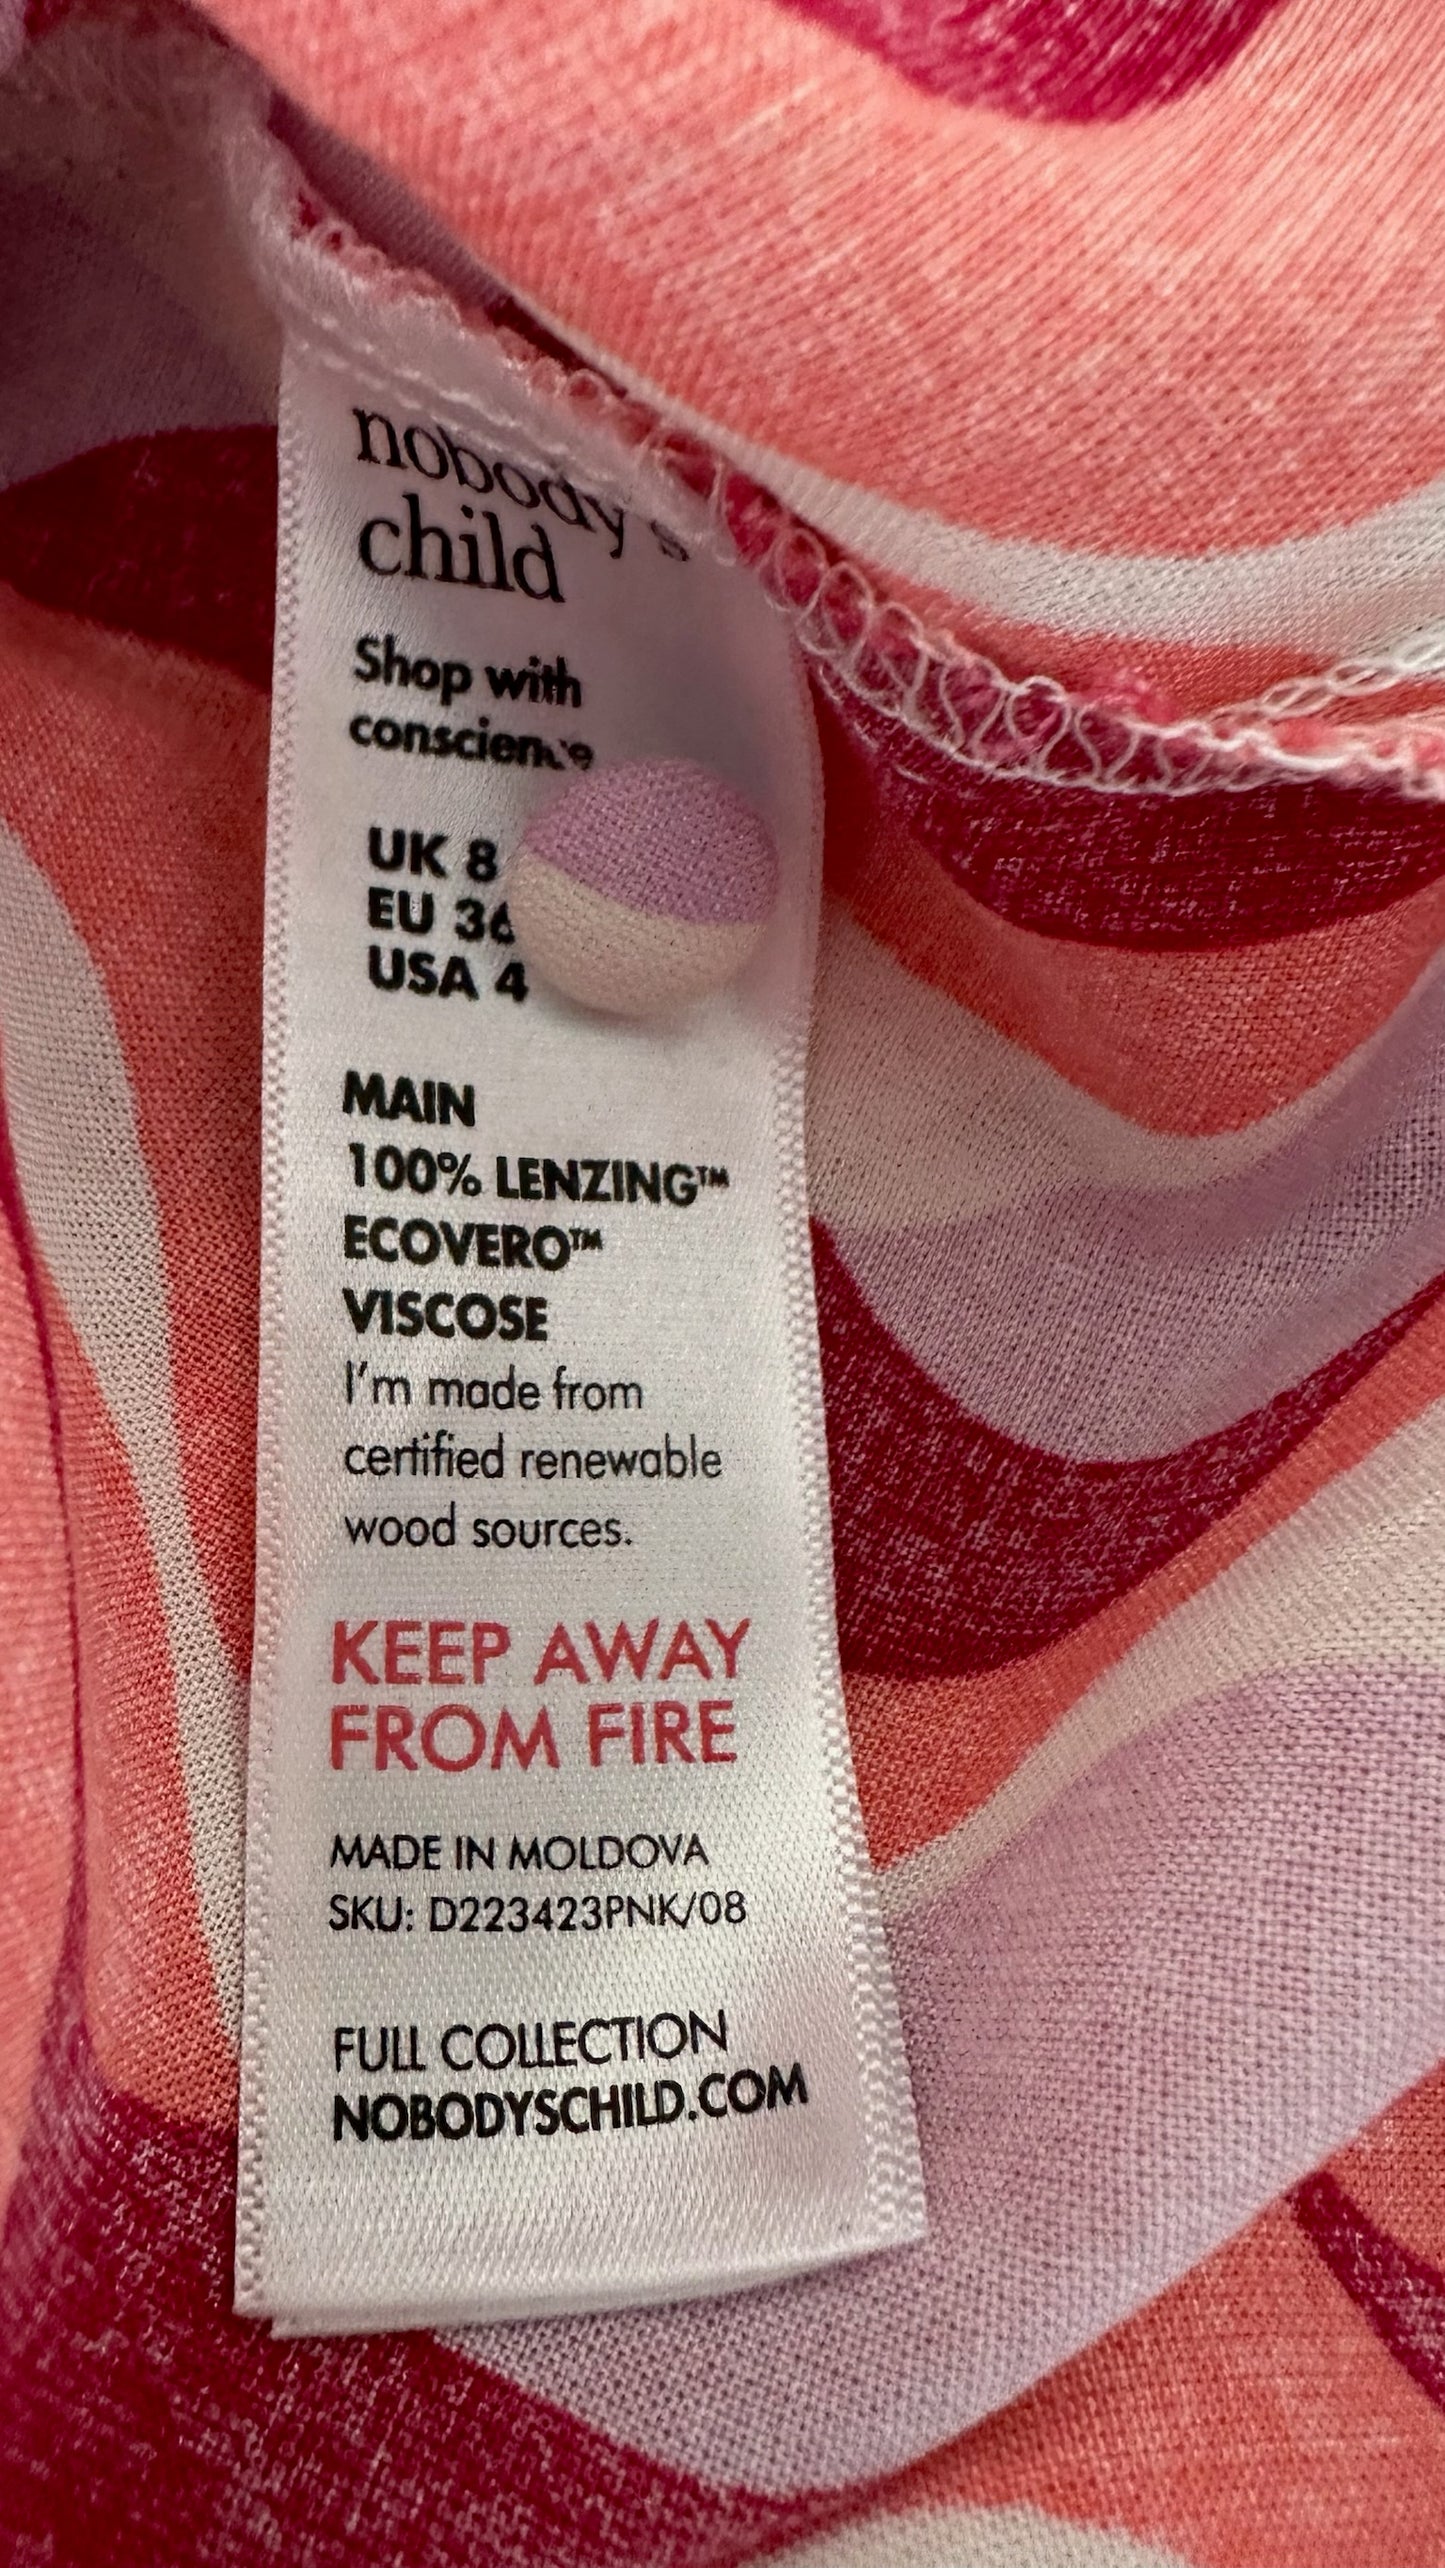 nobody's
child
Shop with
conscience
UK 8
EU 36
USA 4
MAIN
100% LENZING™
ECOVERO™
VISCOSE
I'm made from
certified renewable
wood sources.
KEEP AWAY
FROM FIRE
MADE IN MOLDOVA
SKU: D223423PNK/08
FULL COLLECTION
NOBODYSCHILD.COM